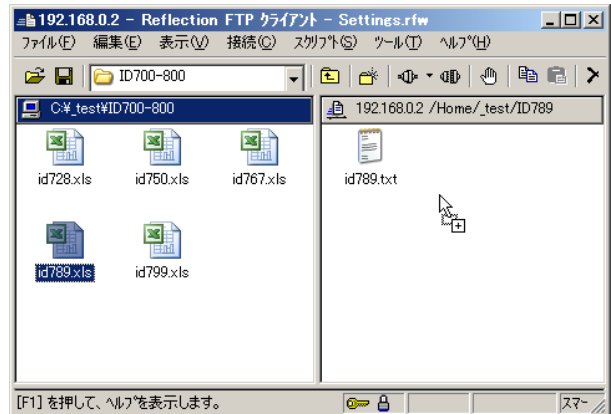 192.168.0.2 - Reflection FTP ｸﾗｲｱﾝﾄ - Settings.rfw
ﾌｧｲﾙ(F) 編集(E) 表示(V) 接続(C) ｽｸﾘﾌﾟﾄ(S) ﾂｰﾙ(T) ﾍﾙﾌﾟ(H)
ID700-800
C:¥_test¥ID700-800
192.168.0.2 /Home/_test/ID789
id728.xls id750.xls id767.xls id789.txt
id789.xls id799.xls
[F1] を押して、ﾍﾙﾌﾟを表示します。 ｽﾏｰ